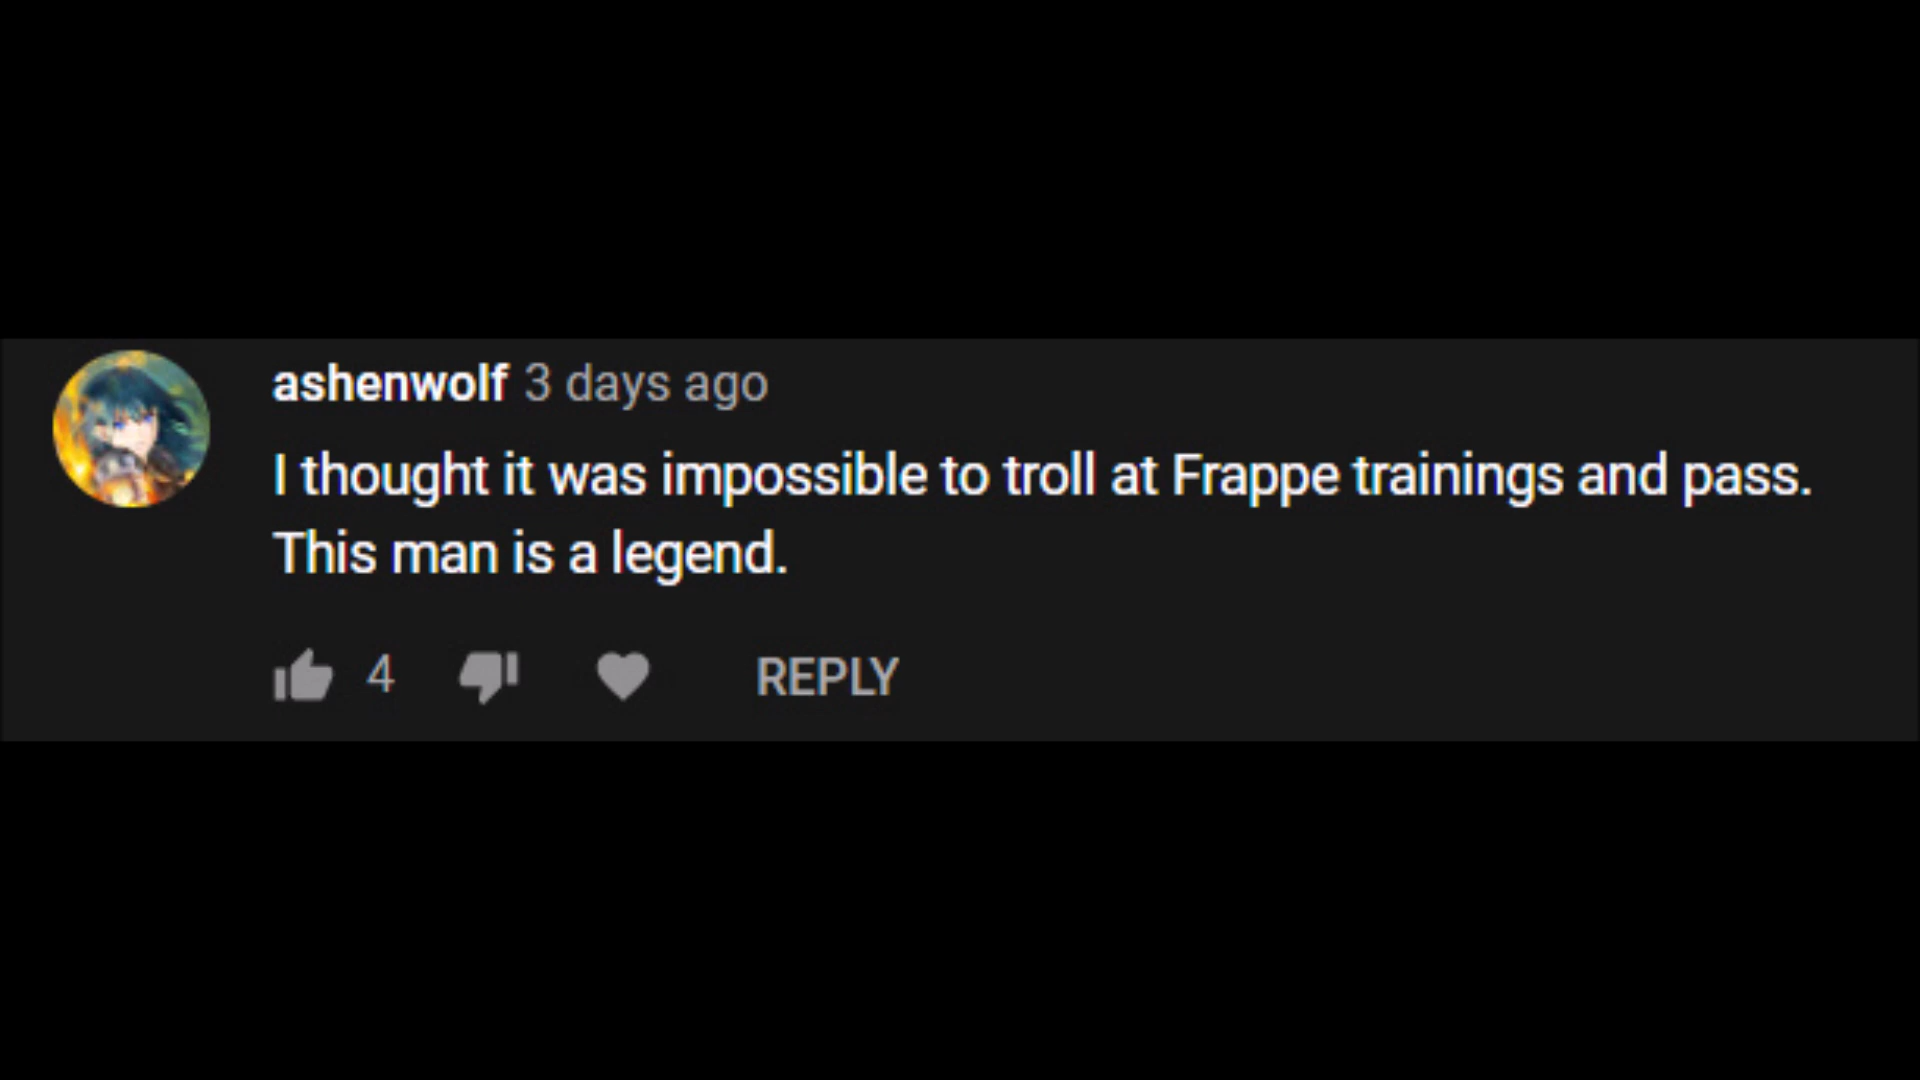 ashenwolf 3 days ago
I thought it was impossible to troll at Frappe trainings and pass.
This man is a legend.
4 REPLY